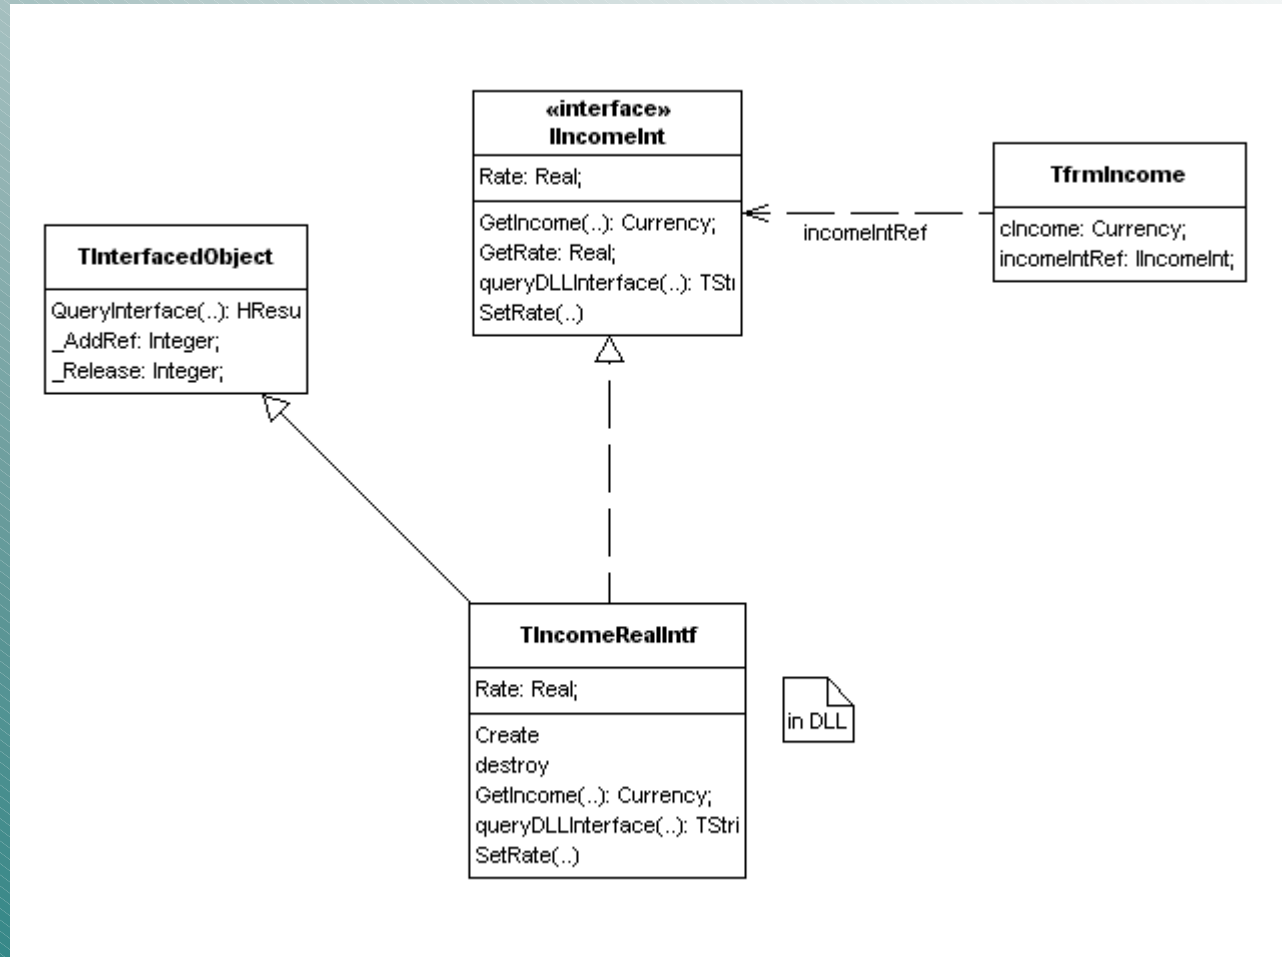 «interface»
IIncomeInt
Rate: Real;
GetIncome(..): Currency;
GetRate: Real;
queryDLLInterface(..): TStri
SetRate(..)
TfrmIncome
cIncome: Currency;
incomeIntRef: IIncomeInt;
incomeIntRef
TInterfacedObject
QueryInterface(..): HResu
_AddRef: Integer;
_Release: Integer;
TIncomeRealIntf
Rate: Real;
Create
destroy
GetIncome(..): Currency;
queryDLLInterface(..): TStri
SetRate(..)
in DLL